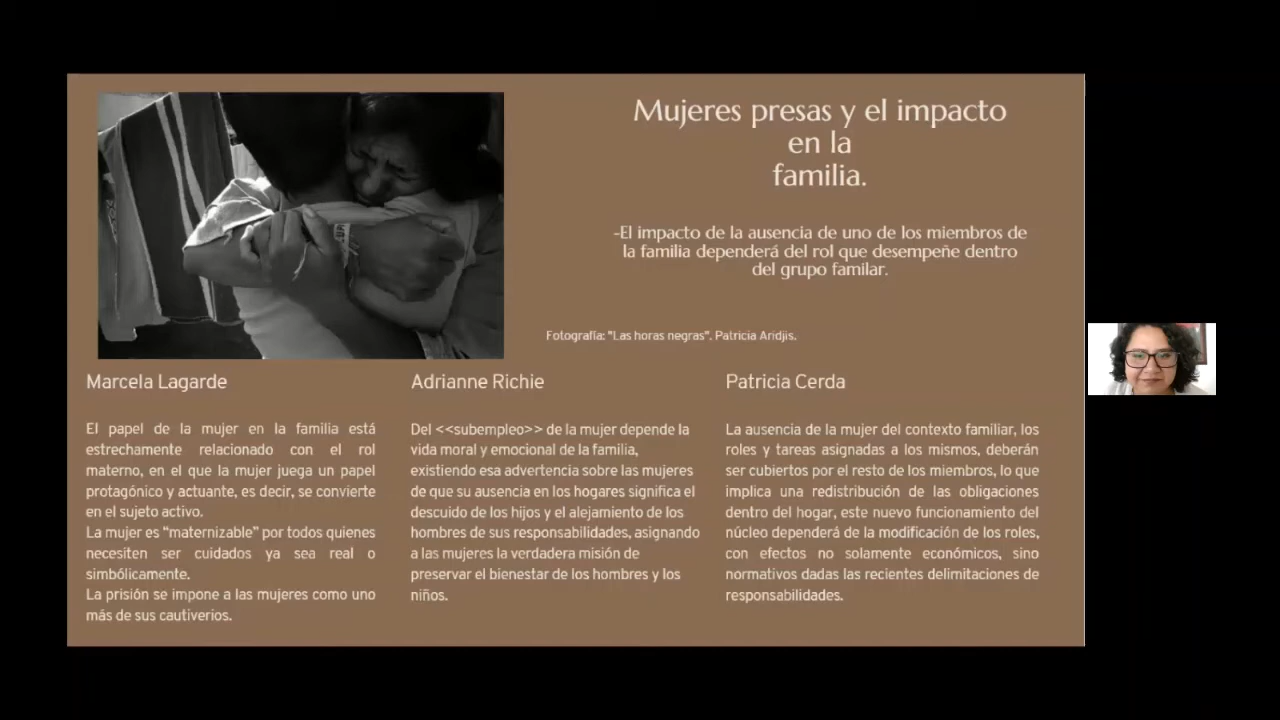 Mujeres presas y el impacto
en la
familia.
-El impacto de la ausencia de uno de los miembros de
la familia dependerá del rol que desempeñe dentro
del grupo familar.
Fotografía: "Las horas negras". Patricia Aridjis.
Marcela Lagarde
El papel de la mujer en la familia está
estrechamente relacionado con el rol
materno, en el que la mujer juega un papel
protagónico y actuante, es decir, se convierte
en el sujeto activo.
La mujer es "maternizable" por todos quienes
necesiten ser cuidados ya sea real o
simbólicamente.
La prisión se impone a las mujeres como uno
más de sus cautiverios.
Adrianne Richie
Del <<subempleo>> de la mujer depende la
vida moral y emocional de la familia,
existiendo esa advertencia sobre las mujeres
de que su ausencia en los hogares significa el
descuido de los hijos y el alejamiento de los
hombres de sus responsabilidades, asignando
a las mujeres la verdadera misión de
preservar el bienestar de los hombres y los
niños.
Patricia Cerda
La ausencia de la mujer del contexto familiar, los
roles y tareas asignadas a los mismos, deberán
ser cubiertos por el resto de los miembros, lo que
implica una redistribución de las obligaciones
dentro del hogar, este nuevo funcionamiento del
núcleo dependerá de la modificación de los roles,
con efectos no solamente económicos, sino
normativos dadas las recientes delimitaciones de
responsabilidades.